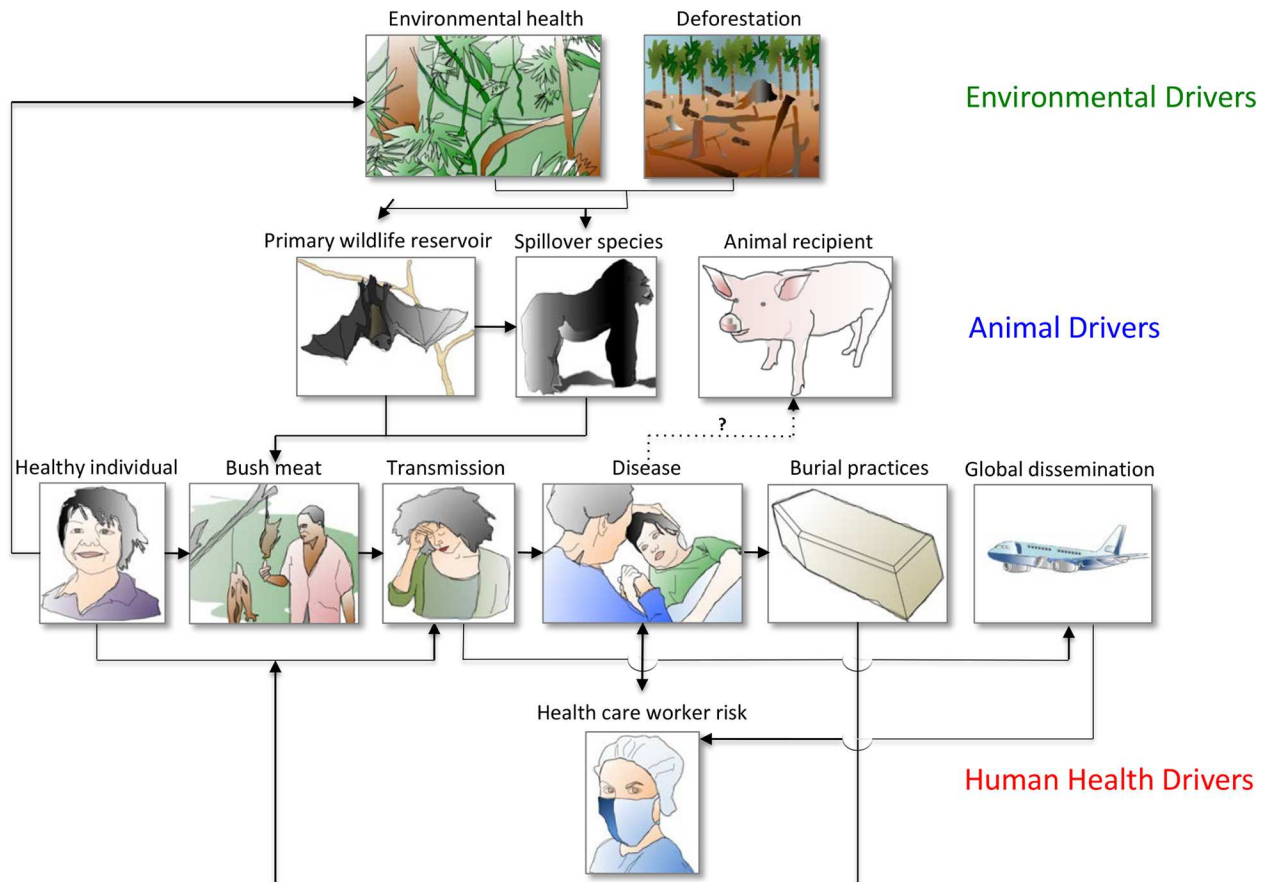 Environmental health
Deforestation
Environmental Drivers
Primary wildlife reservoir
Spillover species
Animal recipient
Animal Drivers
?
Healthy individual
Bush meat
Transmission
Disease
Burial practices
Global dissemination
Health care worker risk
Human Health Drivers